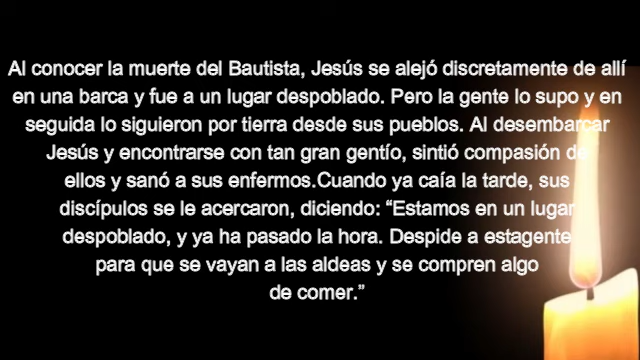 Al conocer la muerte del Bautista, Jesús se alejó discretamente de allí
en una barca y fue a un lugar despoblado. Pero la gente lo supo y en
seguida lo siguieron por tierra desde sus pueblos. Al desembarcar
Jesús y encontrarse con tan gran gentío, sintió compasión de
ellos y sanó a sus enfermos.Cuando ya caía la tarde, sus
discípulos se le acercaron, diciendo: “Estamos en un lugar
despoblado, y ya ha pasado la hora. Despide a estagente
para que se vayan a las aldeas y se compren algo
de comer.”